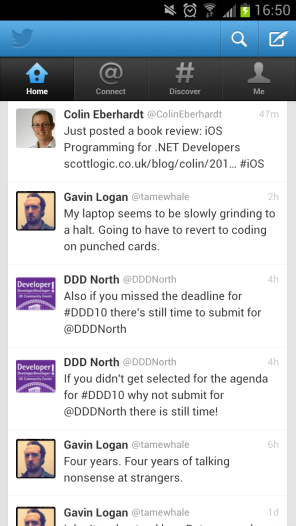 16:50
Home
Connect
Discover
Me
Colin Eberhardt @ColinEberhardt 47m
Just posted a book review: iOS
Programming for .NET Developers
scottlogic.co.uk/blog/colin/201… #iOS
Gavin Logan @tamewhale 2h
My laptop seems to be slowly grinding to
a halt. Going to have to revert to coding
on punched cards.
Developer!
DDD North @DDDNorth 4h
Also if you missed the deadline for
#DDD10 there's still time to submit for
@DDDNorth
Developer!
DDD North @DDDNorth 4h
If you didn't get selected for the agenda
for #DDD10 why not submit for
@DDDNorth there is still time!
Gavin Logan @tamewhale 6h
Four years. Four years of talking
nonsense at strangers.
Gavin Logan @tamewhale 1d